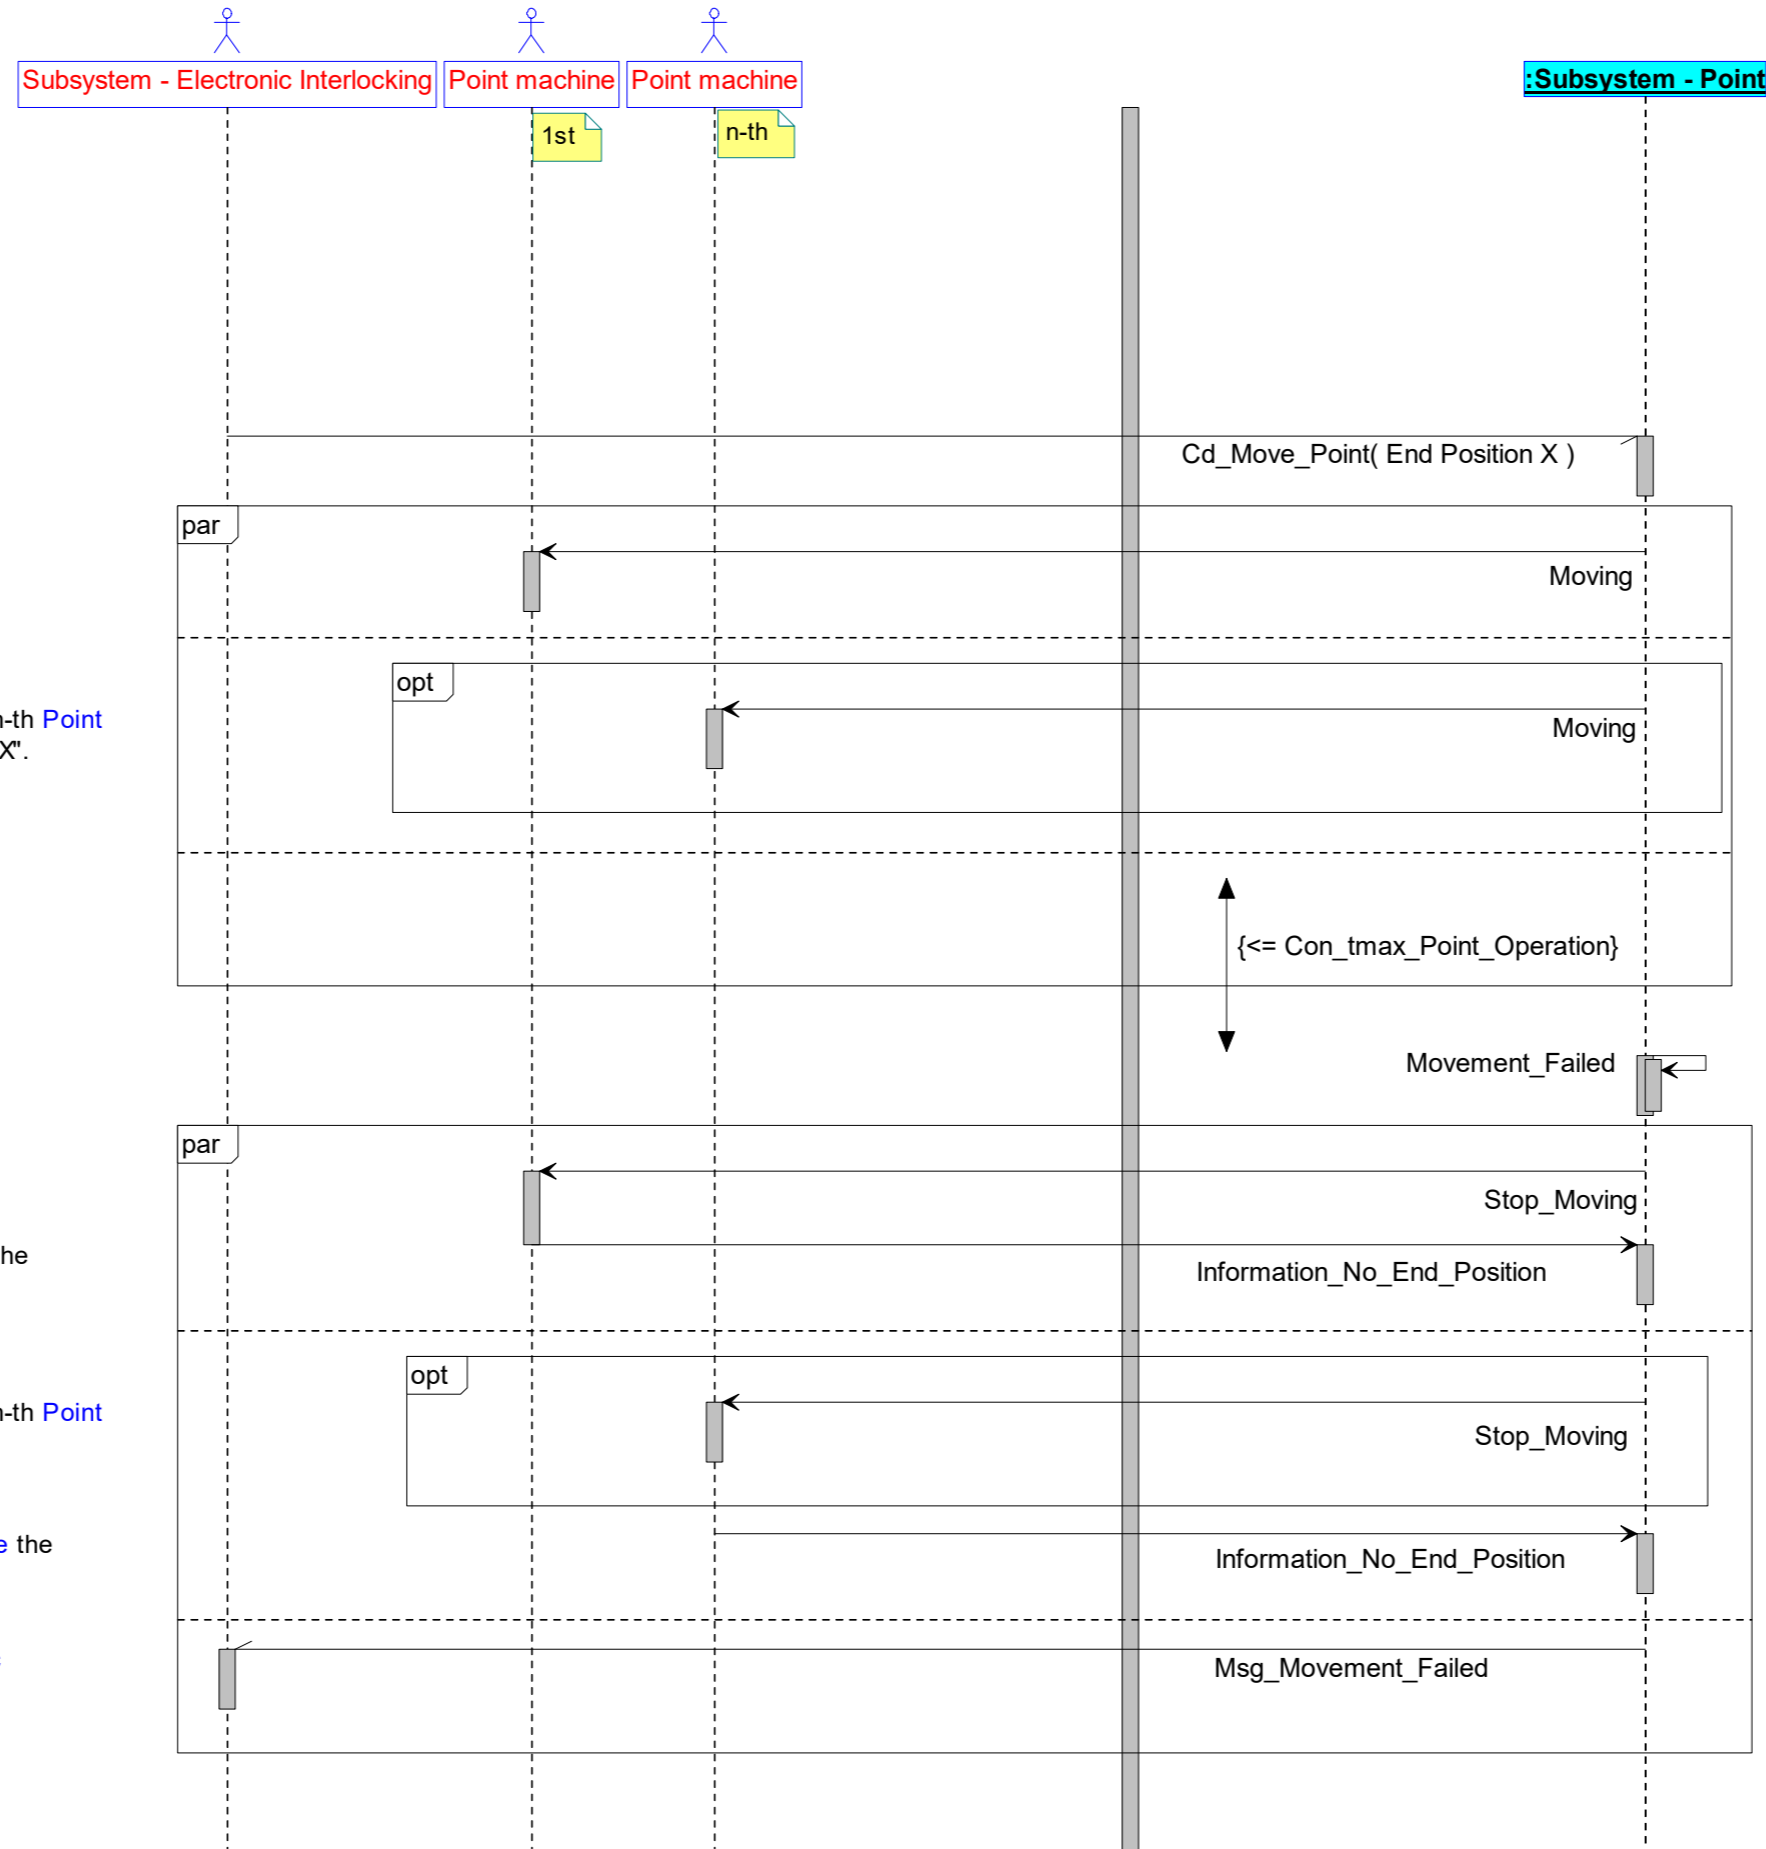 Subsystem - Electronic Interlocking
Point machine
Point machine
:Subsystem - Point
1st
n-th
Cd_Move_Point( End Position X )
par
Moving
opt
n-th Point
Moving
X".
{<= Con_tmax_Point_Operation}
Movement_Failed
par
Stop_Moving
he
Information_No_End_Position
opt
n-th Point
Stop_Moving
e the
Information_No_End_Position
Msg_Movement_Failed